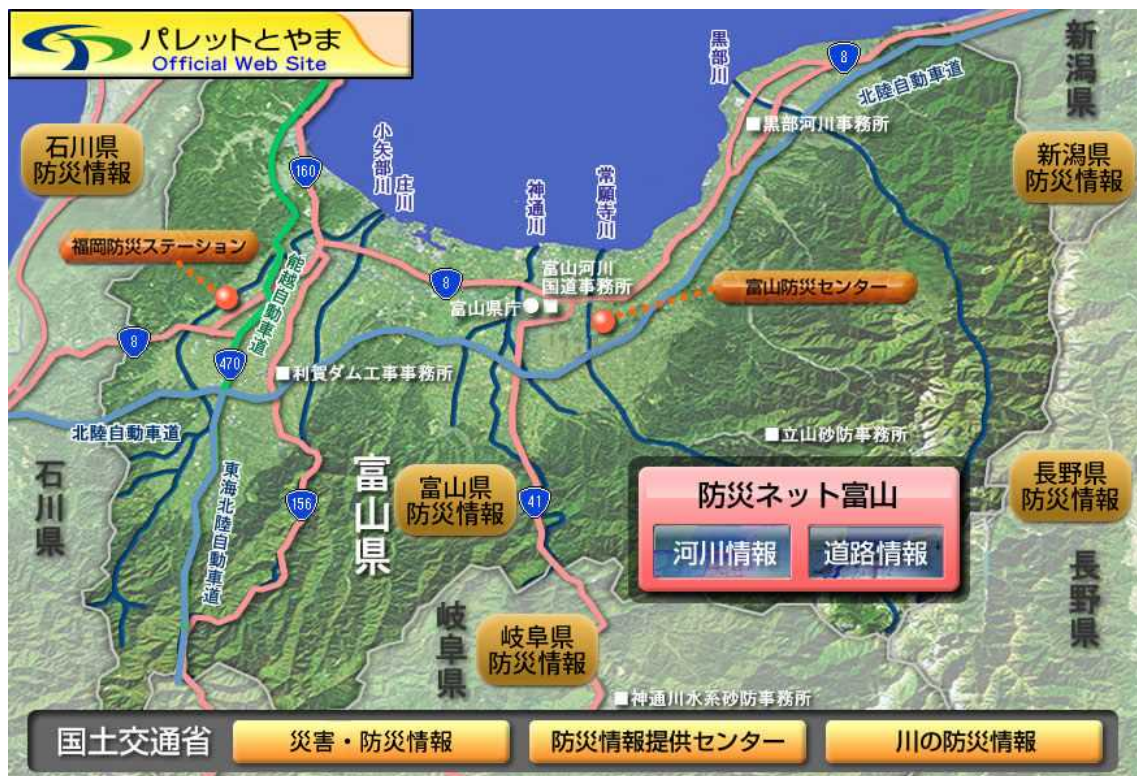 パレットとやま
Official Web Site
8
北陸自動車道
新潟県
黒部川
■黒部河川事務所
石川県
防災情報
160
小矢部川
庄川
神通川
常願寺川
新潟県
防災情報
福岡防災ステーション
能越自動車道
8
富山河川
国道事務所
富山県庁
富山防災センター
8
470
■利賀ダム工事事務所
北陸自動車道
■立山砂防事務所
石川県
東海北陸自動車道
156
富山県
富山県
防災情報
41
防災ネット富山
河川情報
道路情報
長野県
防災情報
長野県
岐阜県
岐阜県
防災情報
■神通川水系砂防事務所
国土交通省
災害・防災情報
防災情報提供センター
川の防災情報